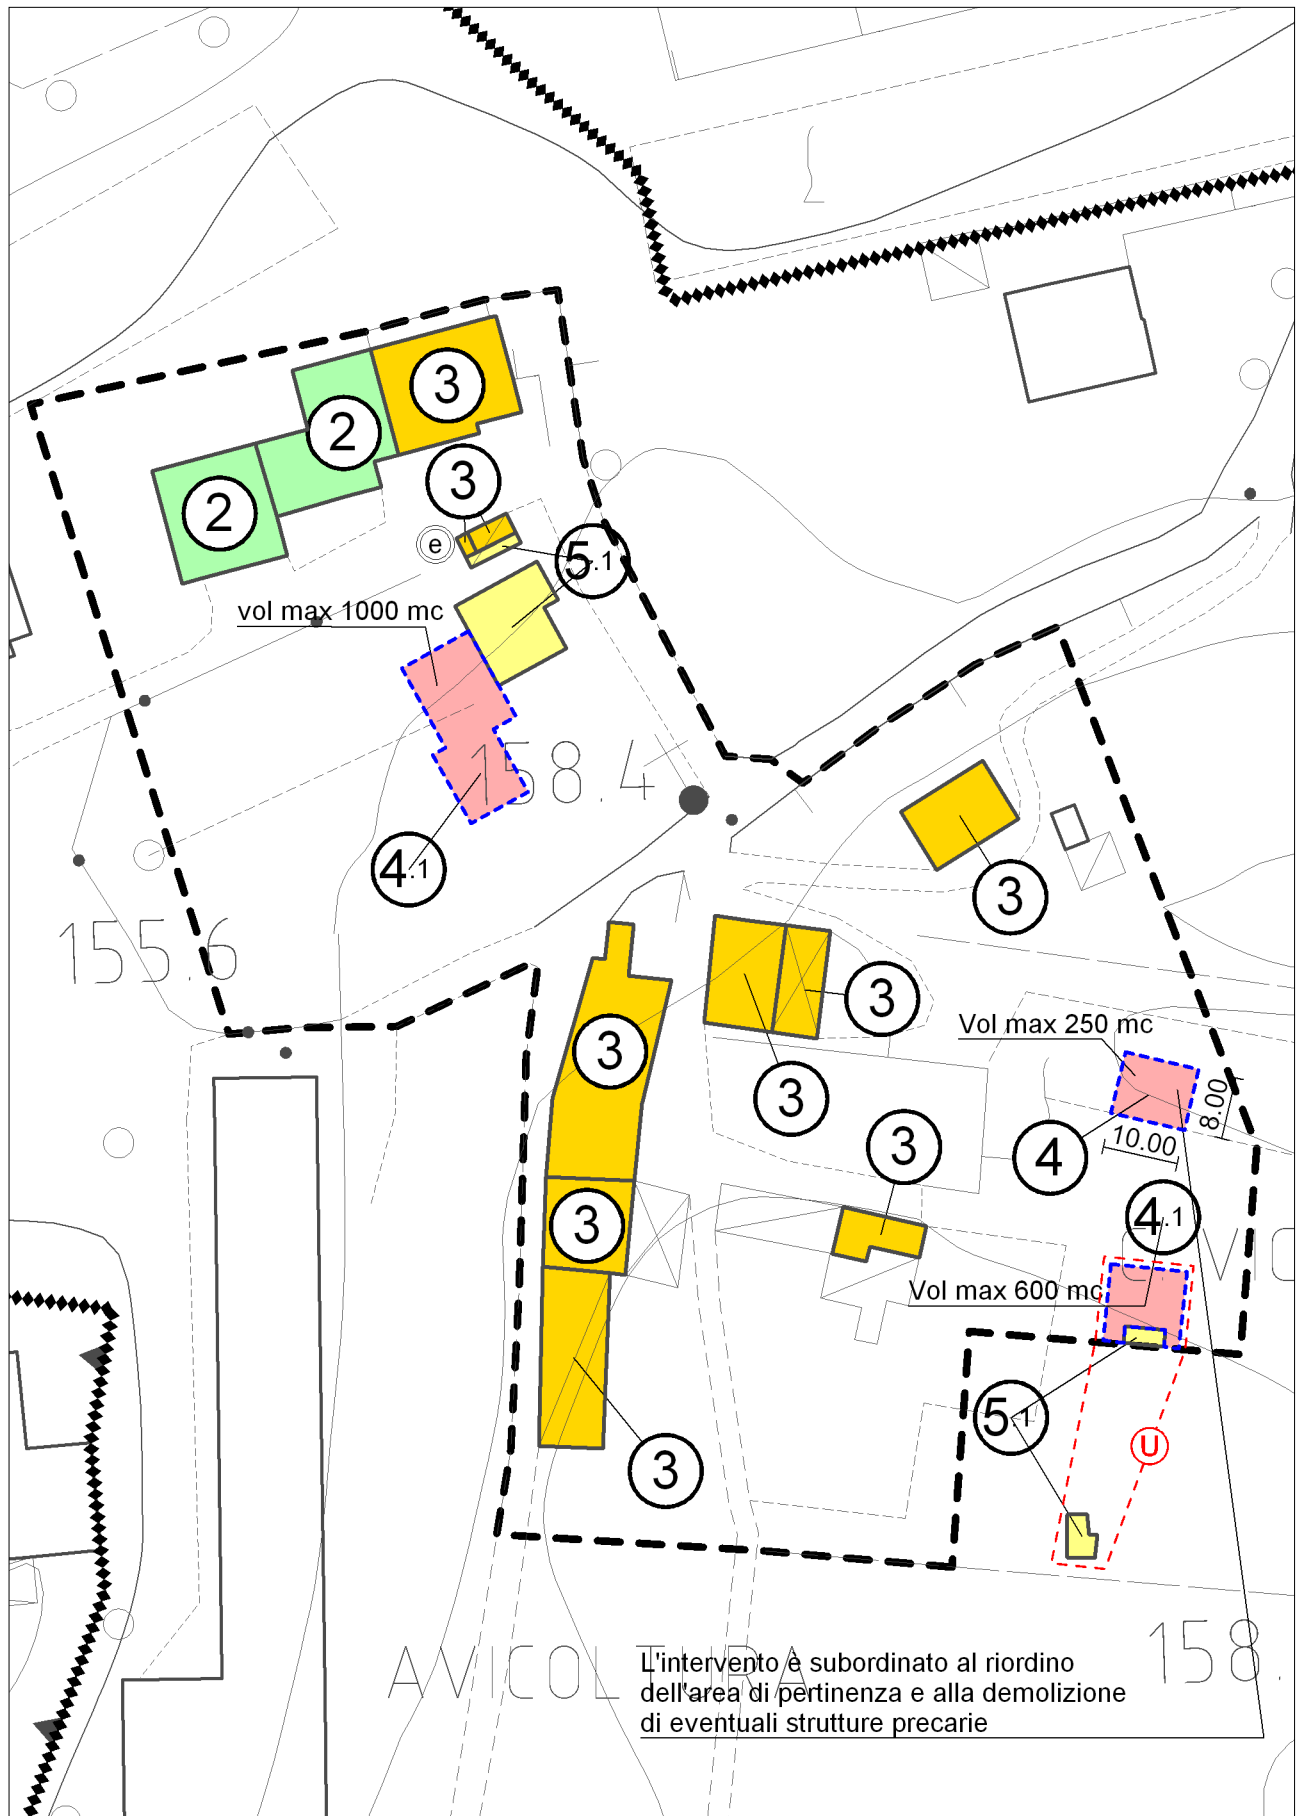 3
2
3
2
e
5.1
vol max 1000 mc
158.4
4.1
3
155.6
3
3
Vol max 250 mc
3
8.00
3
10.00
4
4.1
3
Vol max 600 mc
5.1
U
3
AVICOLTURA
158.
L'intervento è subordinato al riordino
dell'area di pertinenza e alla demolizione
di eventuali strutture precarie